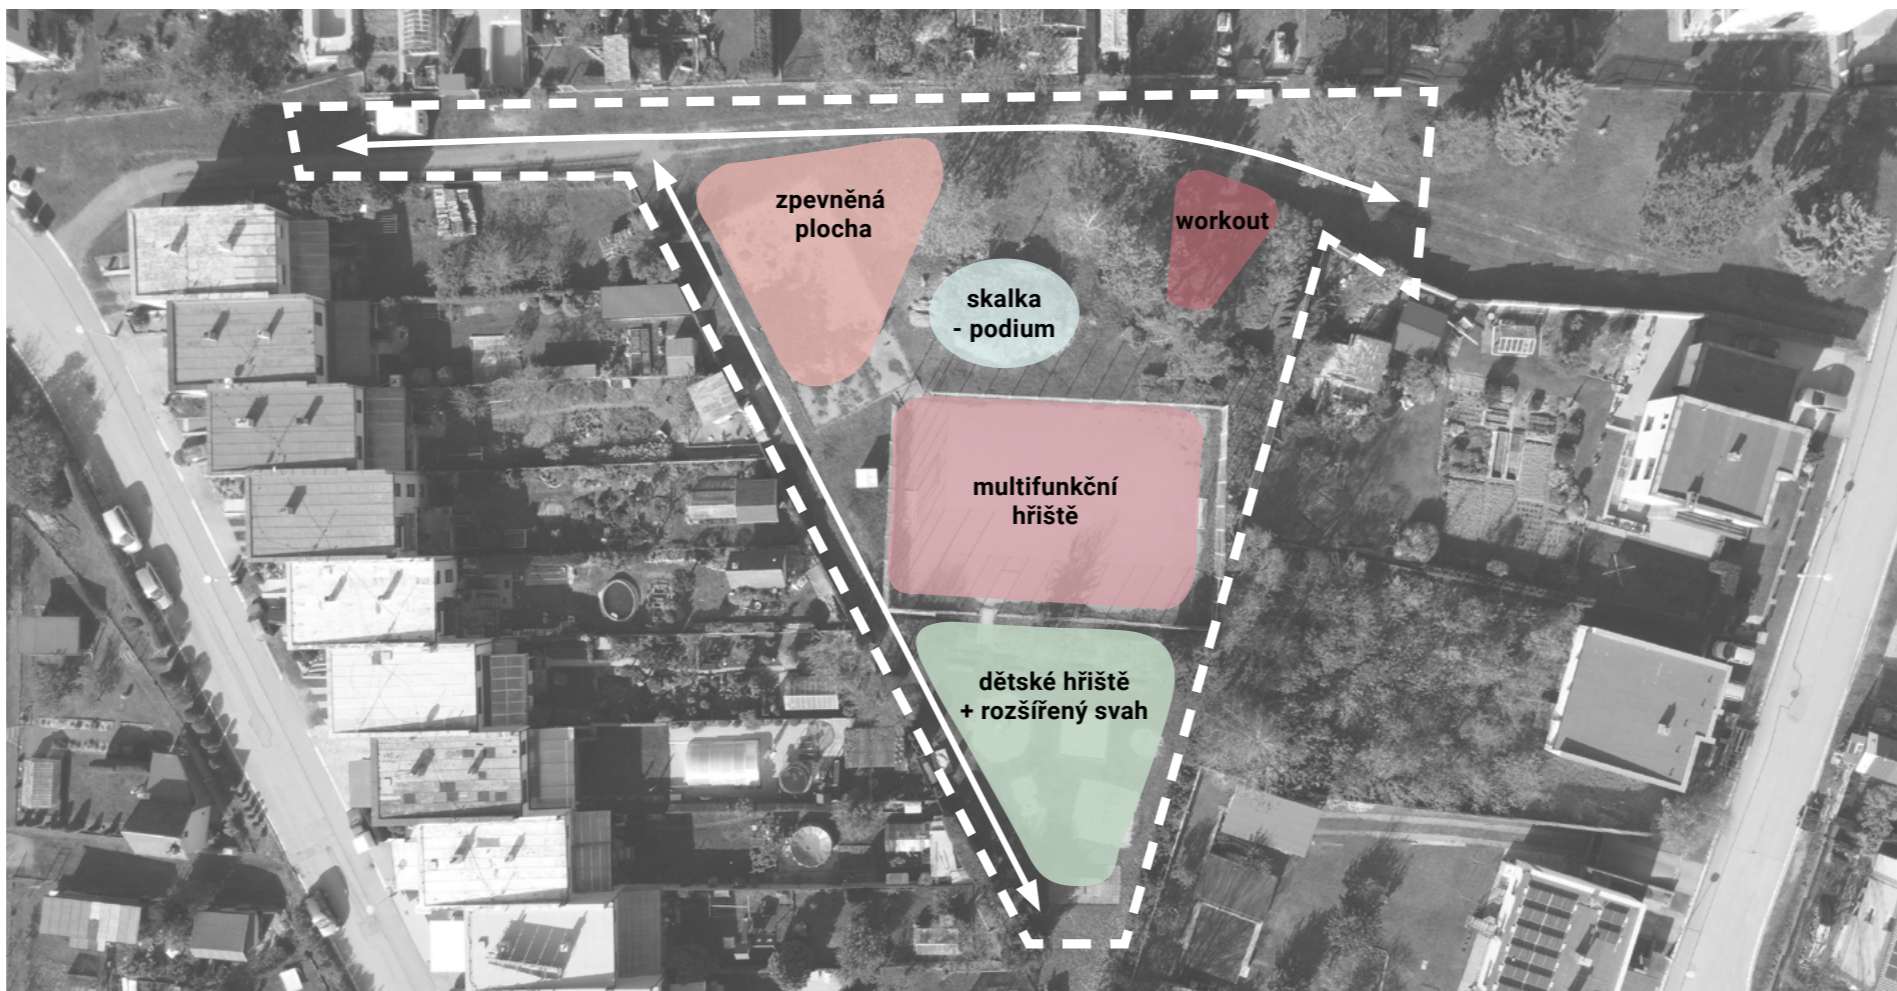 zpevněná
plocha
workout
skalka
- podium
multifunkční
hřiště
dětské hřiště
+ rozšířený svah